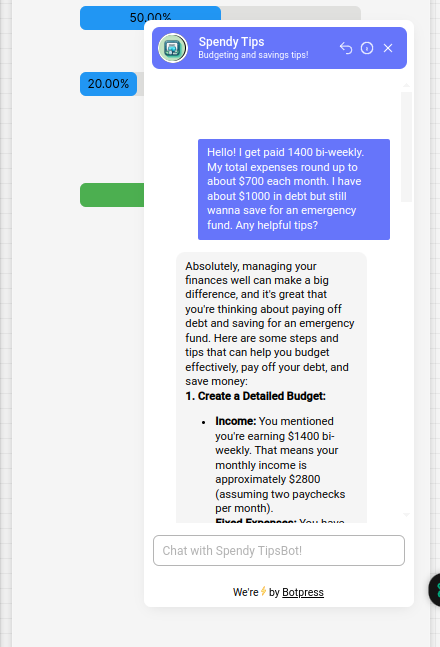 50.00%
Spendy Tips
Budgeting and savings tips!
20.00%
Hello! I get paid 1400 bi-weekly.
My total expenses round up to
about $700 each month. I have
about $1000 in debt but still
wanna save for an emergency
fund. Any helpful tips?
Absolutely, managing your
finances well can make a big
difference, and it's great that
you're thinking about paying off
debt and saving for an emergency
fund. Here are some steps and
tips that can help you budget
effectively, pay off your debt, and
save money:
1. Create a Detailed Budget:
• Income: You mentioned
you're earning $1400 bi-
weekly. That means your
monthly income is
approximately $2800
(assuming two paychecks
per month).
Fixed Expenses: You have
Chat with Spendy TipsBot!
We're⚡by Botpress